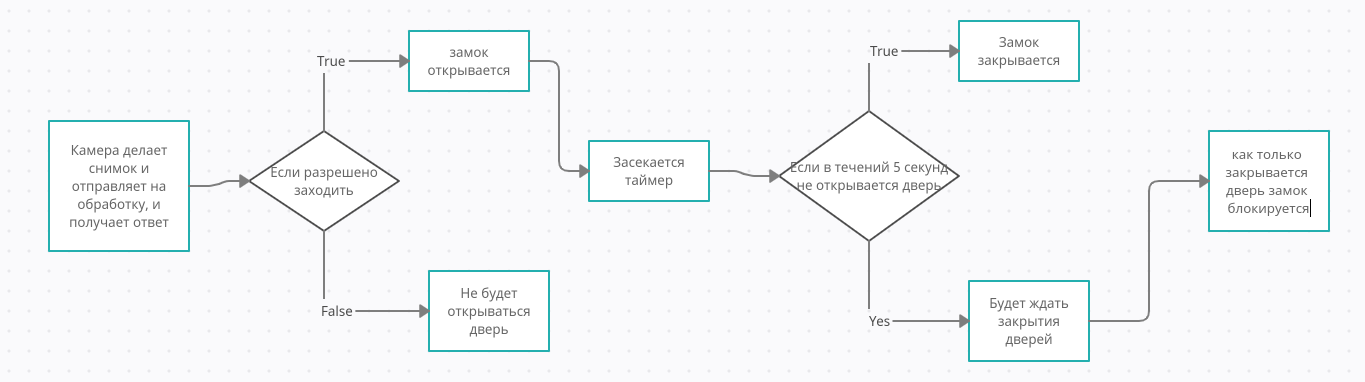 Камера делает
снимок и
отправляет на
обработку, и
получает ответ
Если разрешено
заходить
True
замок
открывается
False
Не будет
открываться
дверь
Засекается
таймер
Если в течений 5 секунд
не открывается дверь
True
Замок
закрывается
Yes
Будет ждать
закрытия
дверей
как только
закрывается
дверь замок
блокируется